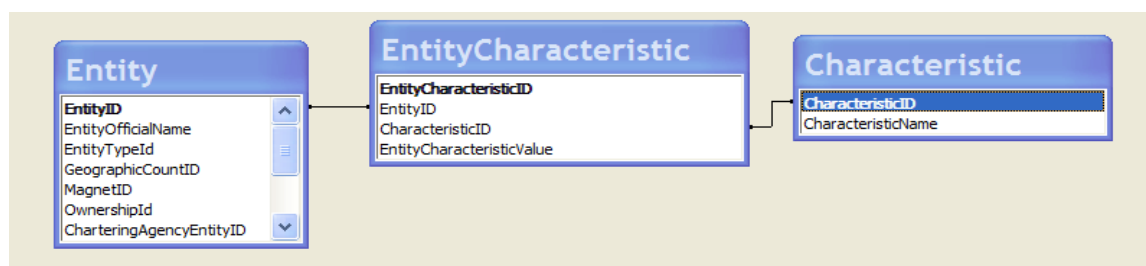 Entity
EntityID
EntityOfficialName
EntityTypeId
GeographicCountID
MagnetID
OwnershipId
CharteringAgencyEntityID
EntityCharacteristic
EntityCharacteristicID
EntityID
CharacteristicID
EntityCharacteristicValue
Characteristic
CharacteristicID
CharacteristicName